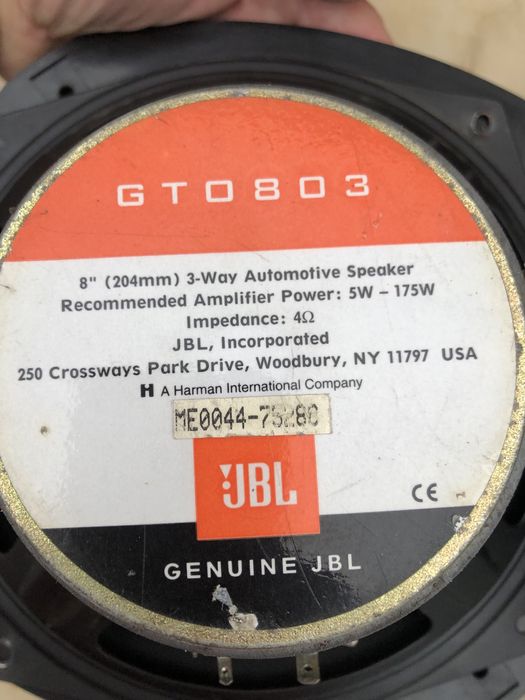 GTO803
8" (204mm) 3-Way Automotive Speaker
Recommended Amplifier Power: 5W – 175W
Impedance: 4Ω
JBL, Incorporated
250 Crossways Park Drive, Woodbury, NY 11797 USA
H A Harman International Company
JBL
CE
GENUINE JBL